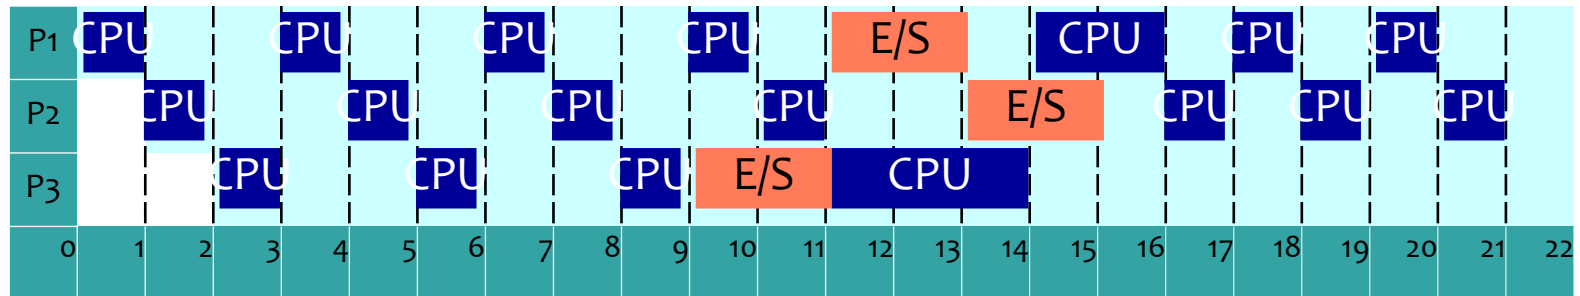 P1 CPU CPU CPU CPU E/S CPU CPU CPU
P2 CPU CPU CPU CPU E/S CPU CPU CPU
P3 CPU CPU CPU E/S CPU
0 1 2 3 4 5 6 7 8 9 10 11 12 13 14 15 16 17 18 19 20 21 22